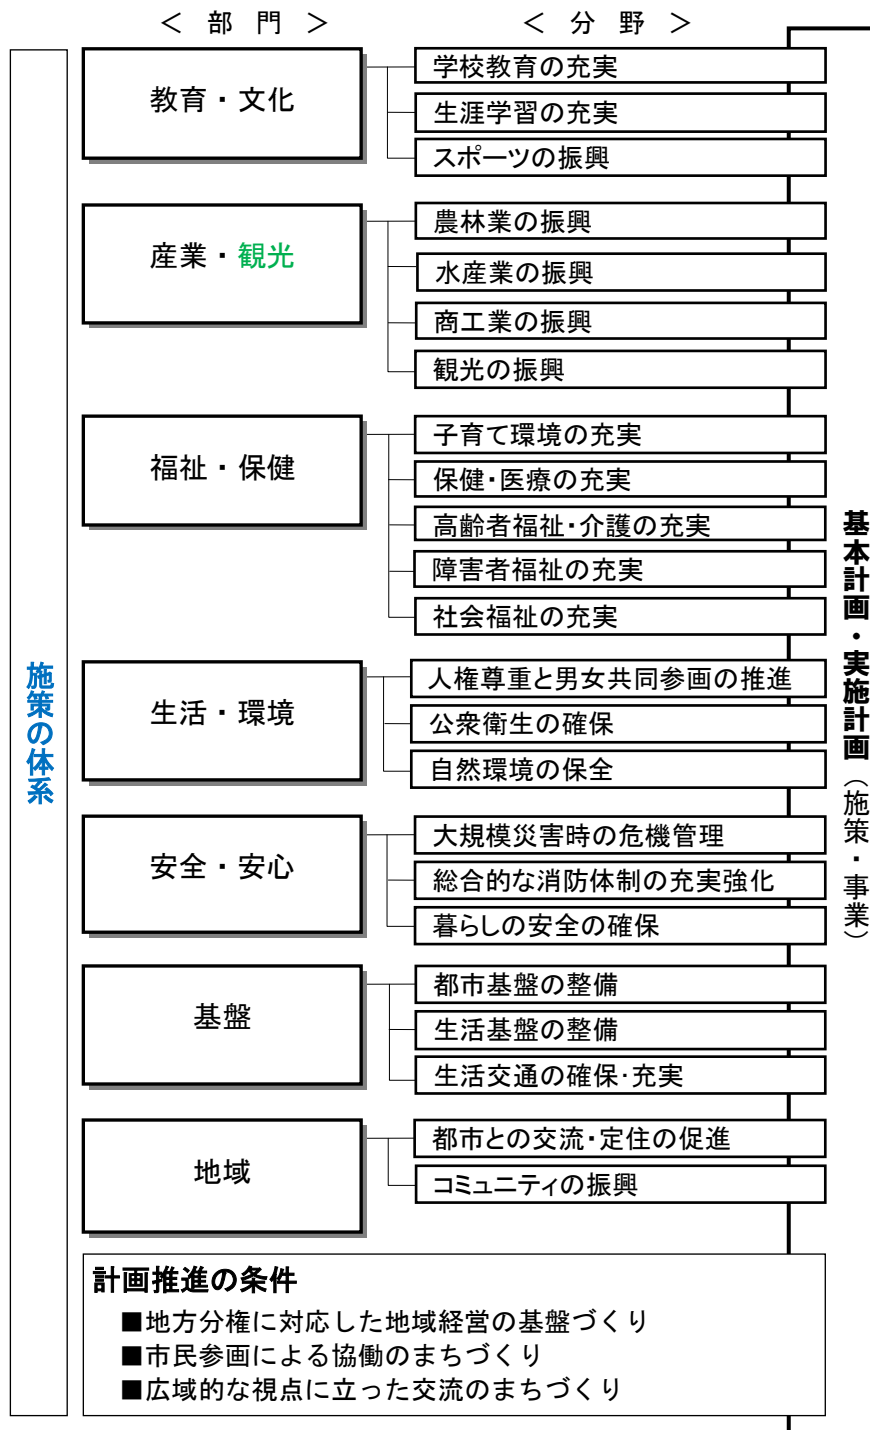 ＜ 部 門 ＞
＜ 分 野 ＞
施策の体系
教育・文化
学校教育の充実
生涯学習の充実
スポーツの振興
産業・観光
農林業の振興
水産業の振興
商工業の振興
観光の振興
福祉・保健
子育て環境の充実
保健・医療の充実
高齢者福祉・介護の充実
障害者福祉の充実
社会福祉の充実
生活・環境
人権尊重と男女共同参画の推進
公衆衛生の確保
自然環境の保全
安全・安心
大規模災害時の危機管理
総合的な消防体制の充実強化
暮らしの安全の確保
基盤
都市基盤の整備
生活基盤の整備
生活交通の確保・充実
地域
都市との交流・定住の促進
コミュニティの振興
基本計画・実施計画（施策・事業）
計画推進の条件
■地方分権に対応した地域経営の基盤づくり
■市民参画による協働のまちづくり
■広域的な視点に立った交流のまちづくり